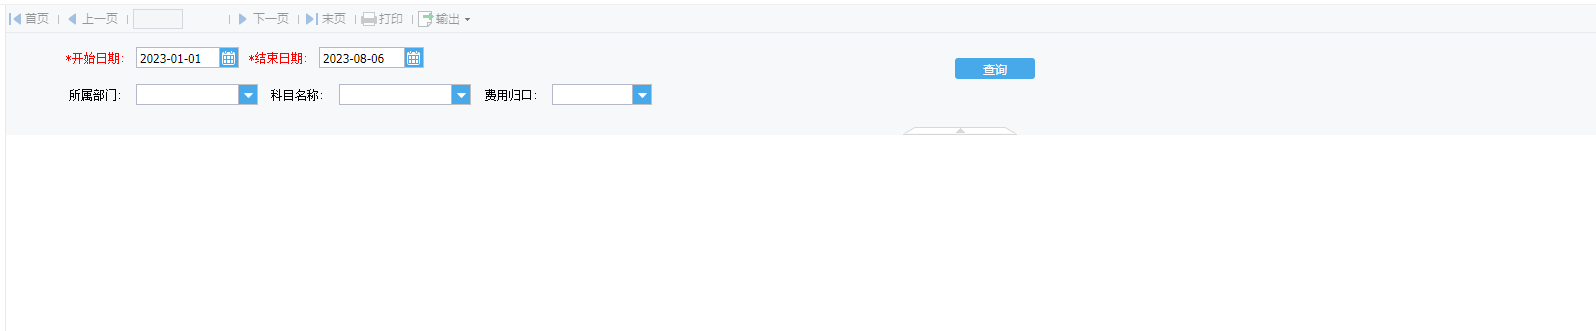 首页 上一页 下一页 末页 打印 输出
*开始日期: 2023-01-01 *结束日期: 2023-08-06
查询
所属部门: 科目名称: 费用归口: